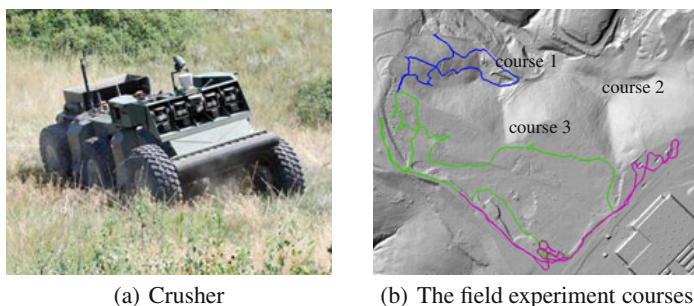 course 1
course 2
course 3
(a) Crusher
(b) The field experiment courses